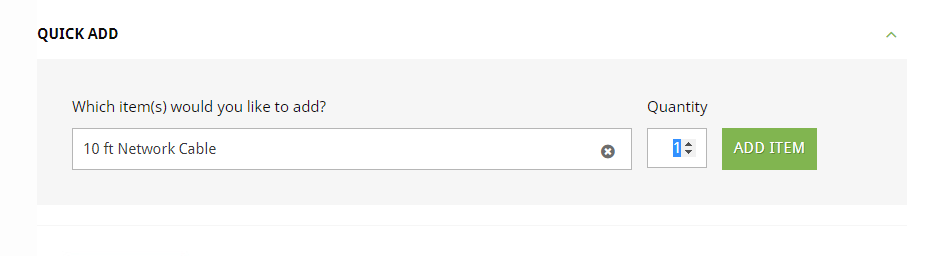 QUICK ADD
Which item(s) would you like to add?
Quantity
10 ft Network Cable
1
ADD ITEM